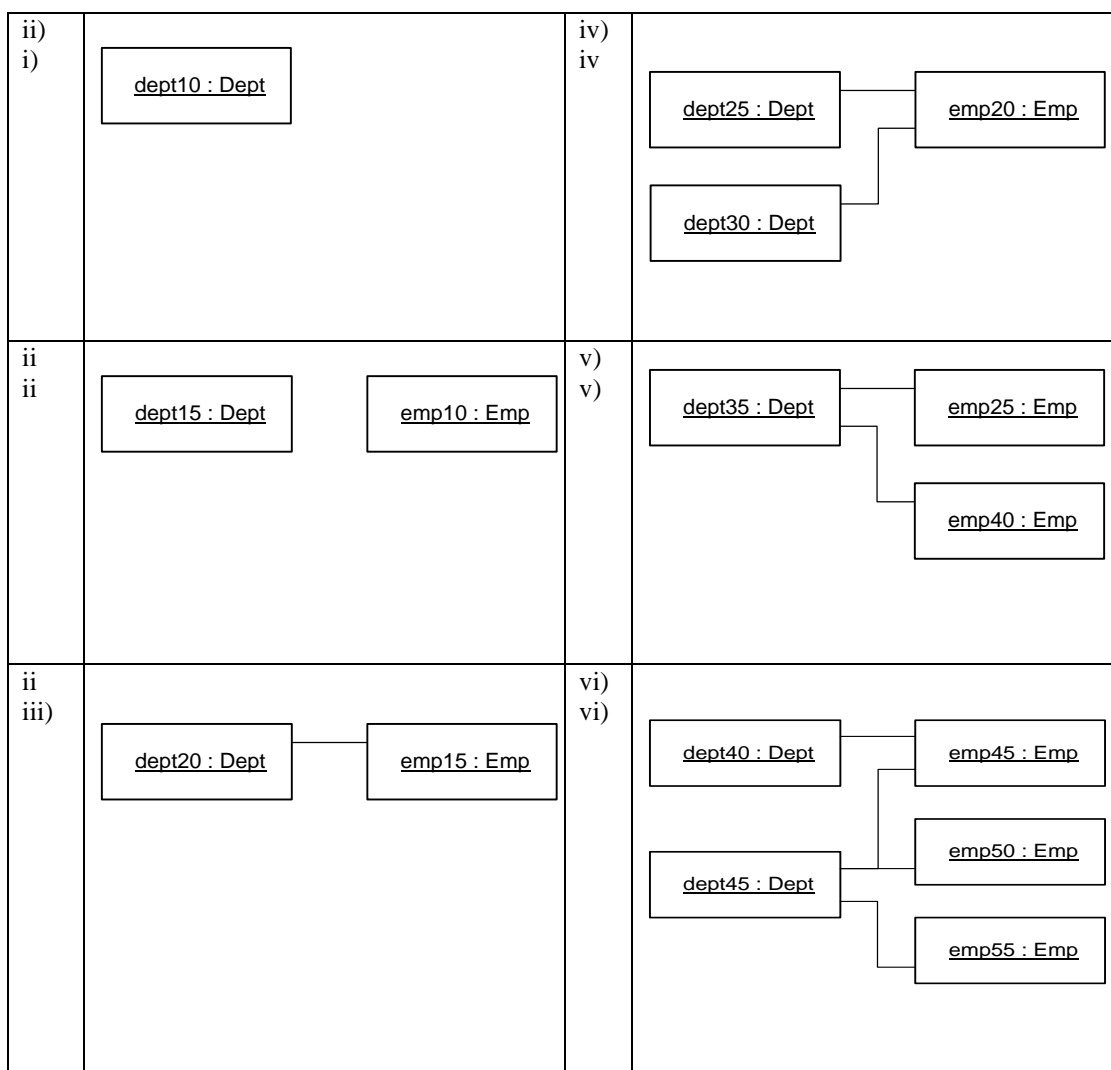 ii)
i)
dept10 : Dept
iv)
iv
dept25 : Dept
emp20 : Emp
dept30 : Dept
ii
ii
dept15 : Dept
emp10 : Emp
v)
v)
dept35 : Dept
emp25 : Emp
emp40 : Emp
ii
iii)
dept20 : Dept
emp15 : Emp
vi)
vi)
dept40 : Dept
emp45 : Emp
emp50 : Emp
dept45 : Dept
emp55 : Emp